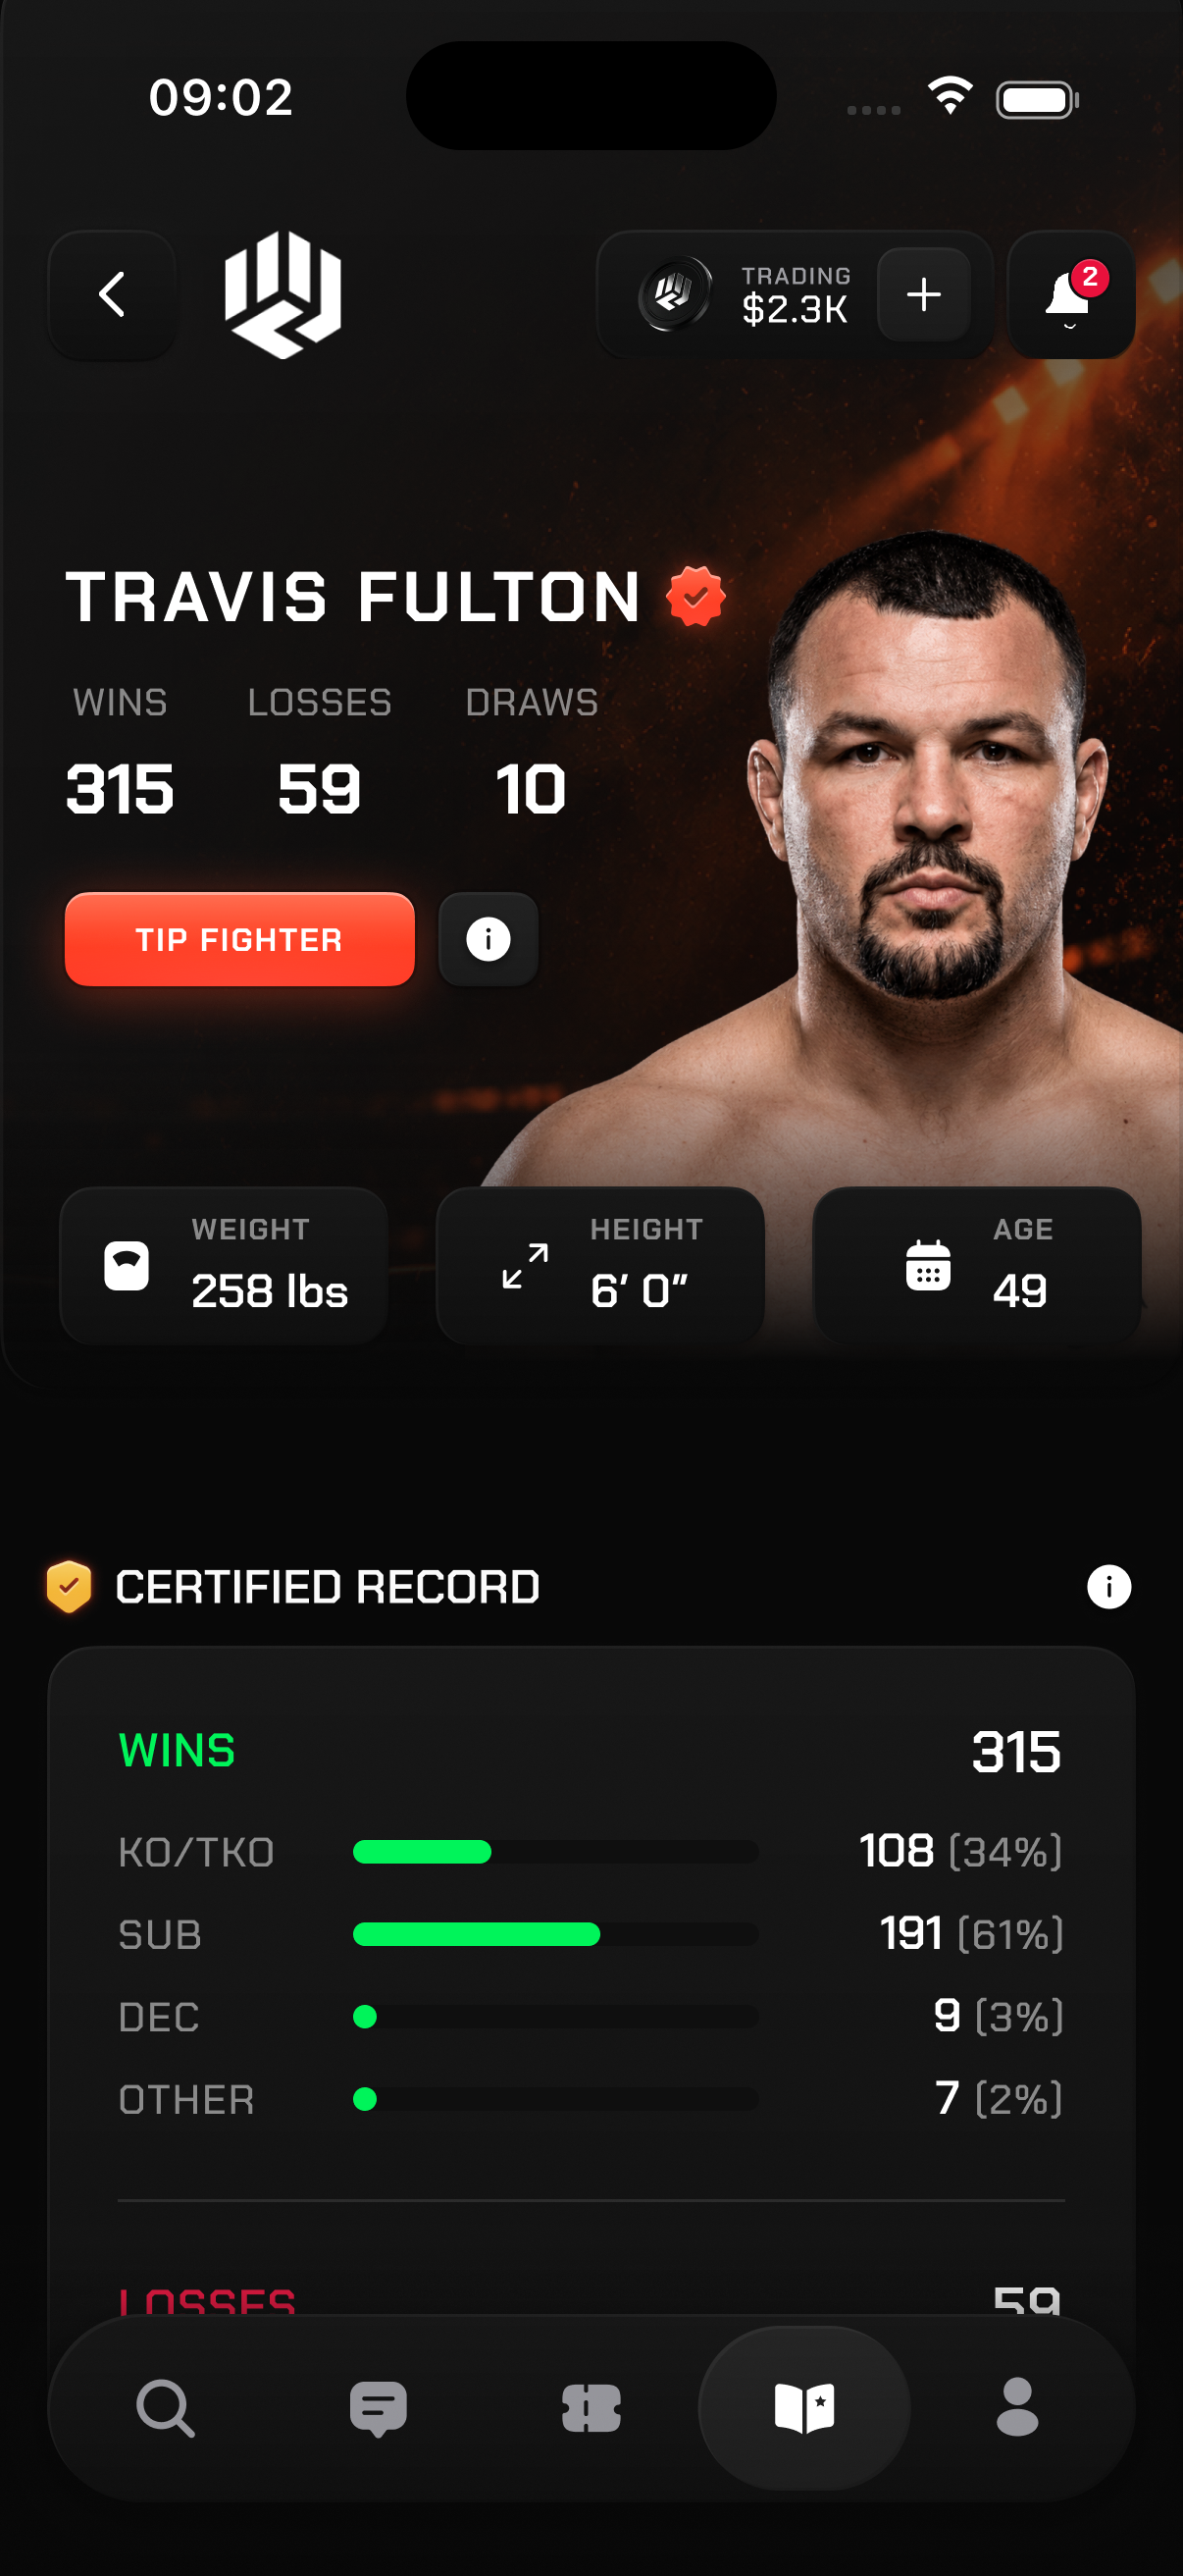 09:02
TRADING
$2.3K
2
TRAVIS FULTON
WINS LOSSES DRAWS
315 59 10
TIP FIGHTER
WEIGHT
258 lbs
HEIGHT
6′ 0″
AGE
49
CERTIFIED RECORD
WINS 315
KO/TKO 108 (34%)
SUB 191 (61%)
DEC 9 (3%)
OTHER 7 (2%)
LOSSES 59